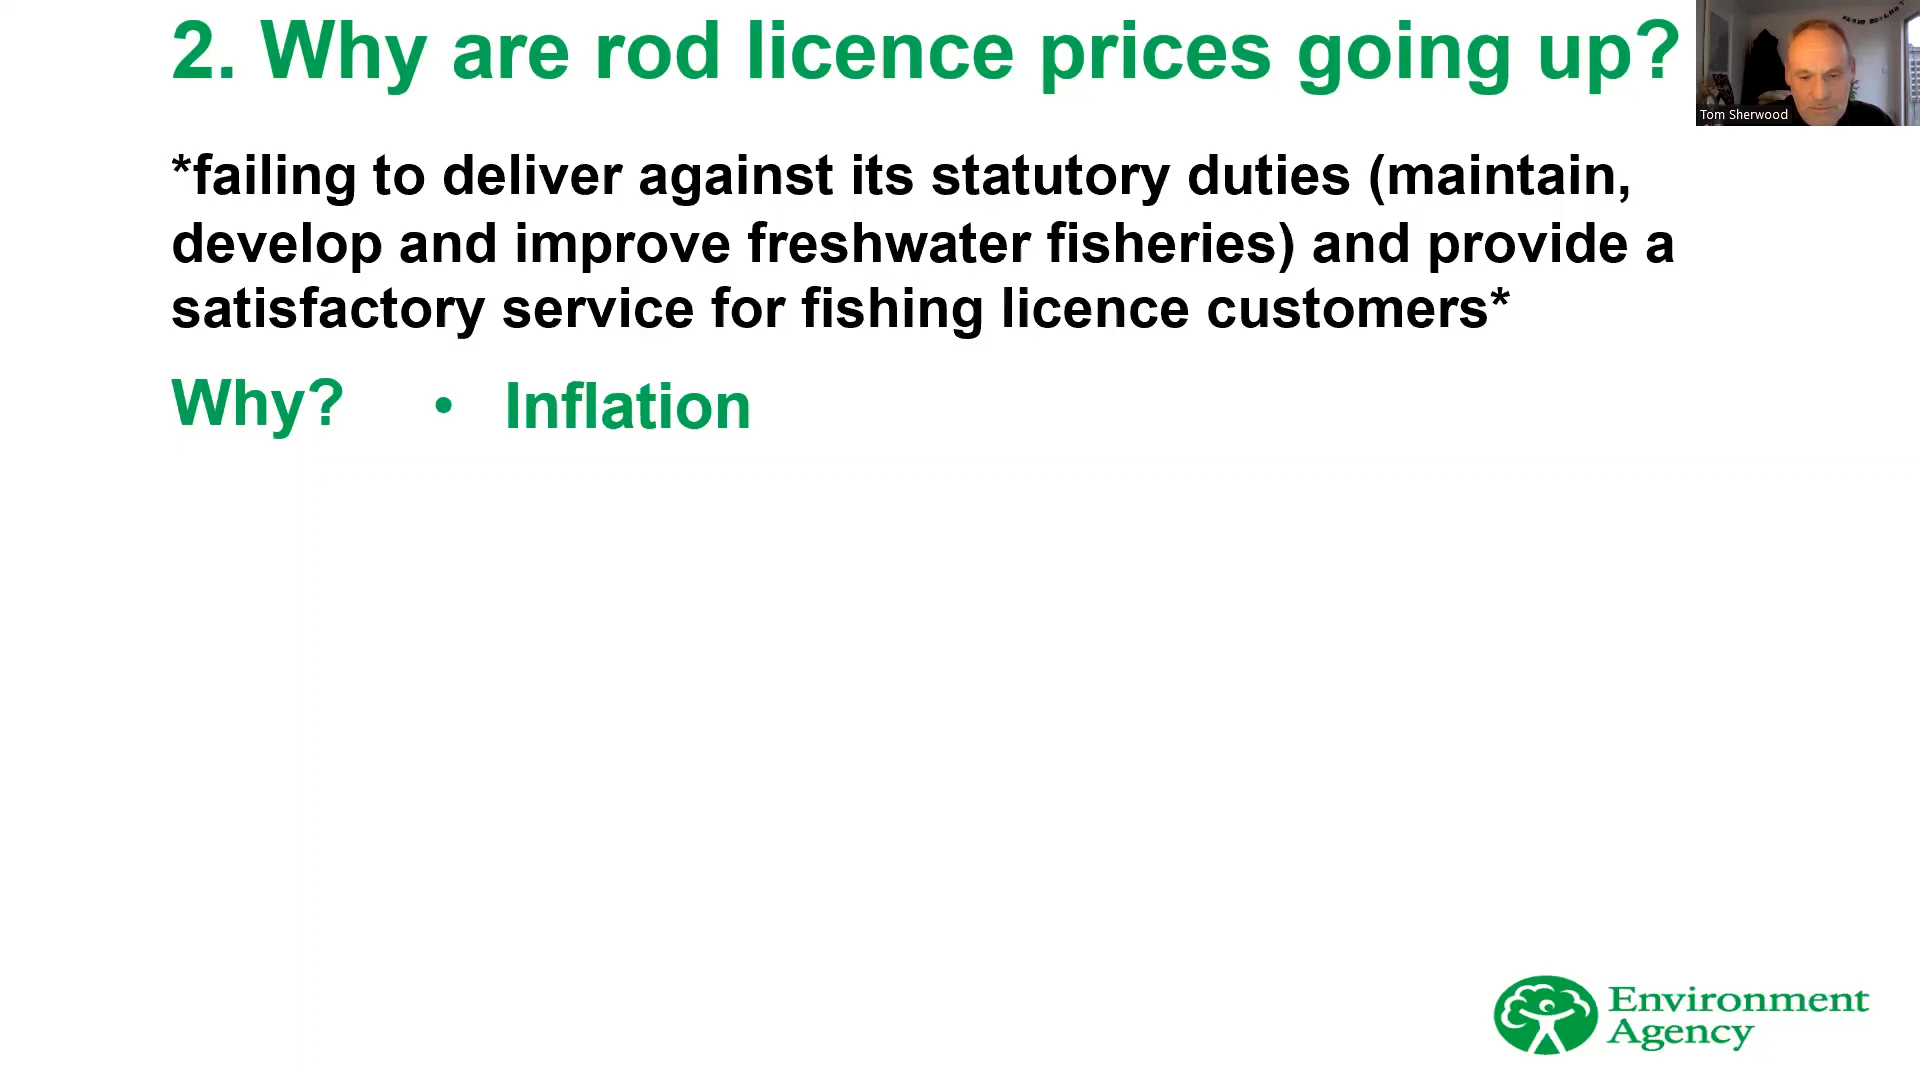 2. Why are rod licence prices going up?
Tom Sherwood
*failing to deliver against its statutory duties (maintain,
develop and improve freshwater fisheries) and provide a
satisfactory service for fishing licence customers*
Why? • Inflation
Environment
Agency